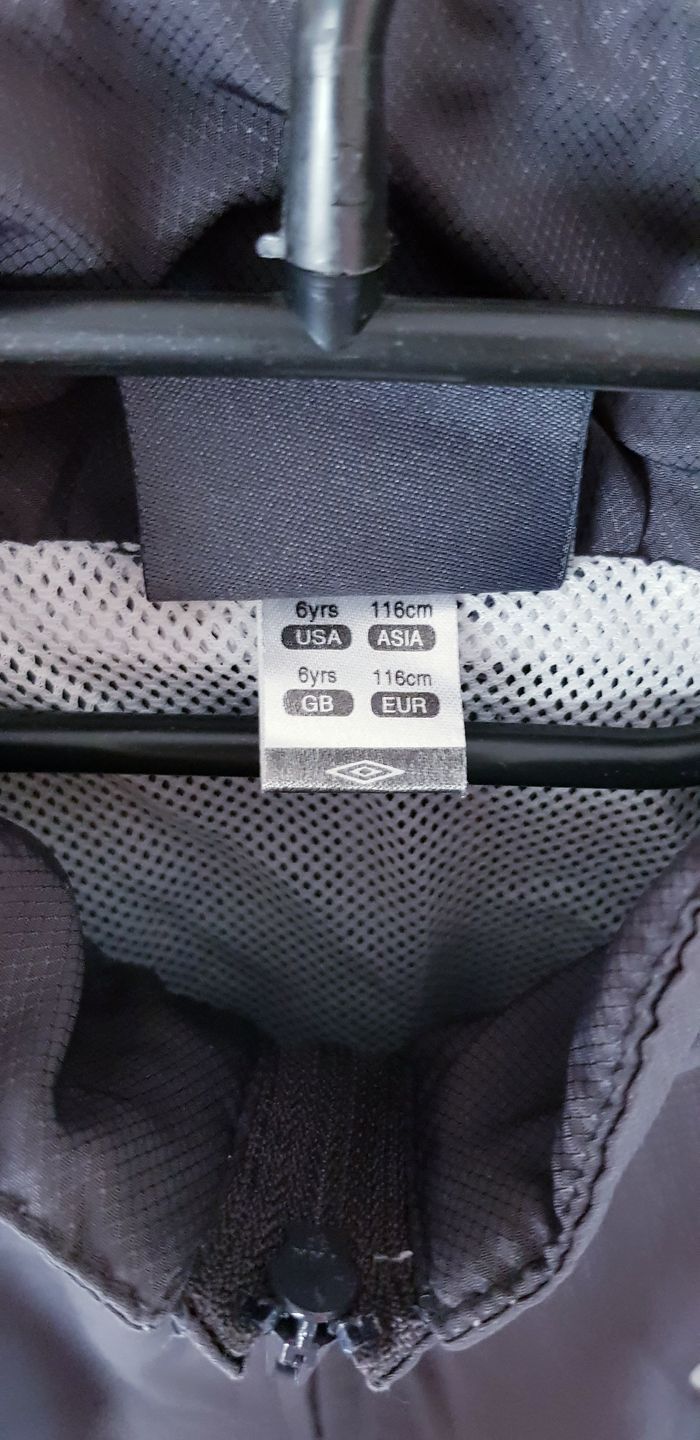 6yrs 116cm
USA ASIA
6yrs 116cm
GB EUR